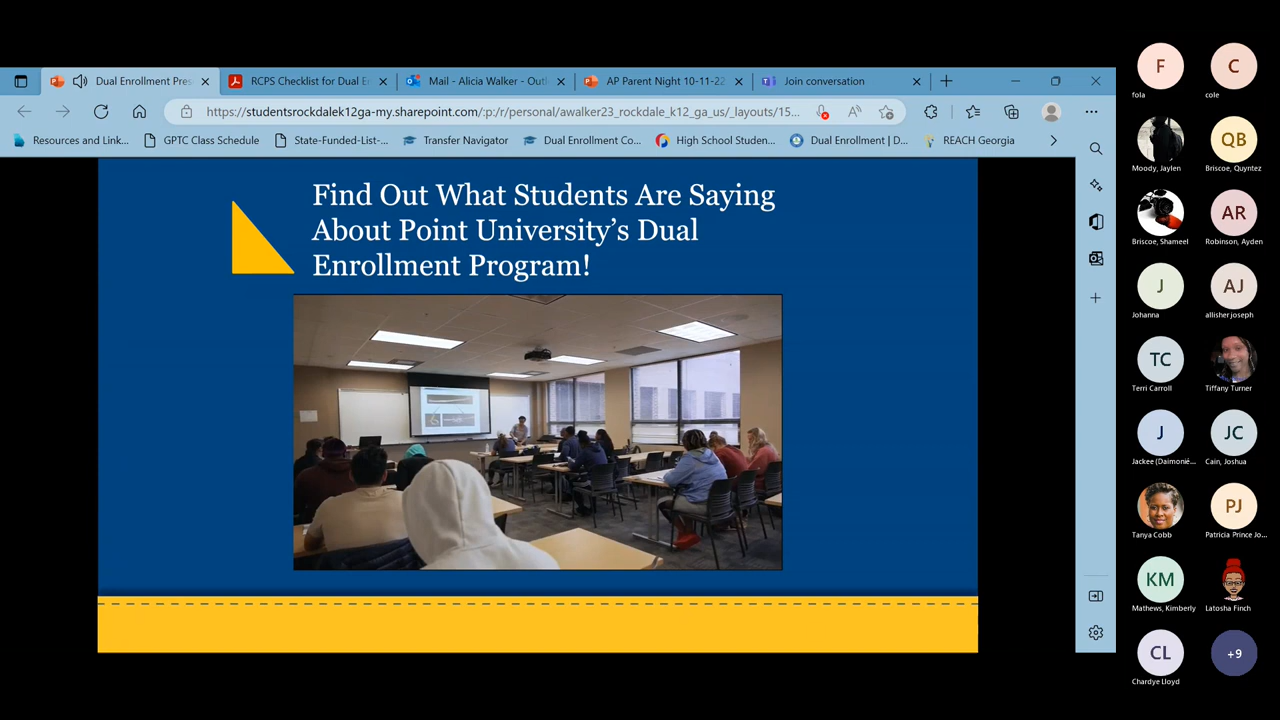 Dual Enrollment Pres
RCPS Checklist for Dual E
Mail - Alicia Walker - Outl
AP Parent Night 10-11-22
Join conversation
https://studentsrockdalek12ga-my.sharepoint.com/:p:/r/personal/awalker23_rockdale_k12_ga_us/_layouts/15...
Resources and Link...
GPTC Class Schedule
State-Funded-List-...
Transfer Navigator
Dual Enrollment Co...
High School Studen...
Dual Enrollment | D...
REACH Georgia
Find Out What Students Are Saying
About Point University’s Dual
Enrollment Program!
F
fola
C
cole
Moody, Jaylen
QB
Briscoe, Quyntez
Briscoe, Shameel
AR
Robinson, Ayden
J
Johanna
AJ
allisher joseph
TC
Terri Carroll
Tiffany Turner
J
Jackee (Daimonié...
JC
Cain, Joshua
Tanya Cobb
PJ
Patricia Prince Jo...
KM
Mathews, Kimberly
Latosha Finch
CL
Chardye Lloyd
+9